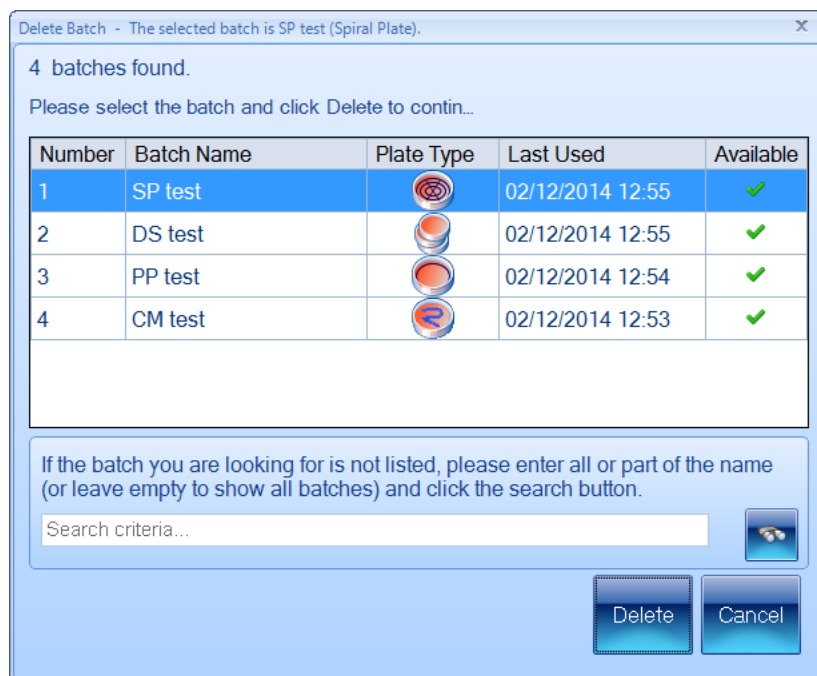 Delete Batch - The selected batch is SP test (Spiral Plate). x
4 batches found.
Please select the batch and click Delete to contin...
Number Batch Name Plate Type Last Used Available
1 SP test 02/12/2014 12:55
2 DS test 02/12/2014 12:55
3 PP test 02/12/2014 12:54
4 CM test 02/12/2014 12:53
If the batch you are looking for is not listed, please enter all or part of the name
(or leave empty to show all batches) and click the search button.
Search criteria...
Delete Cancel